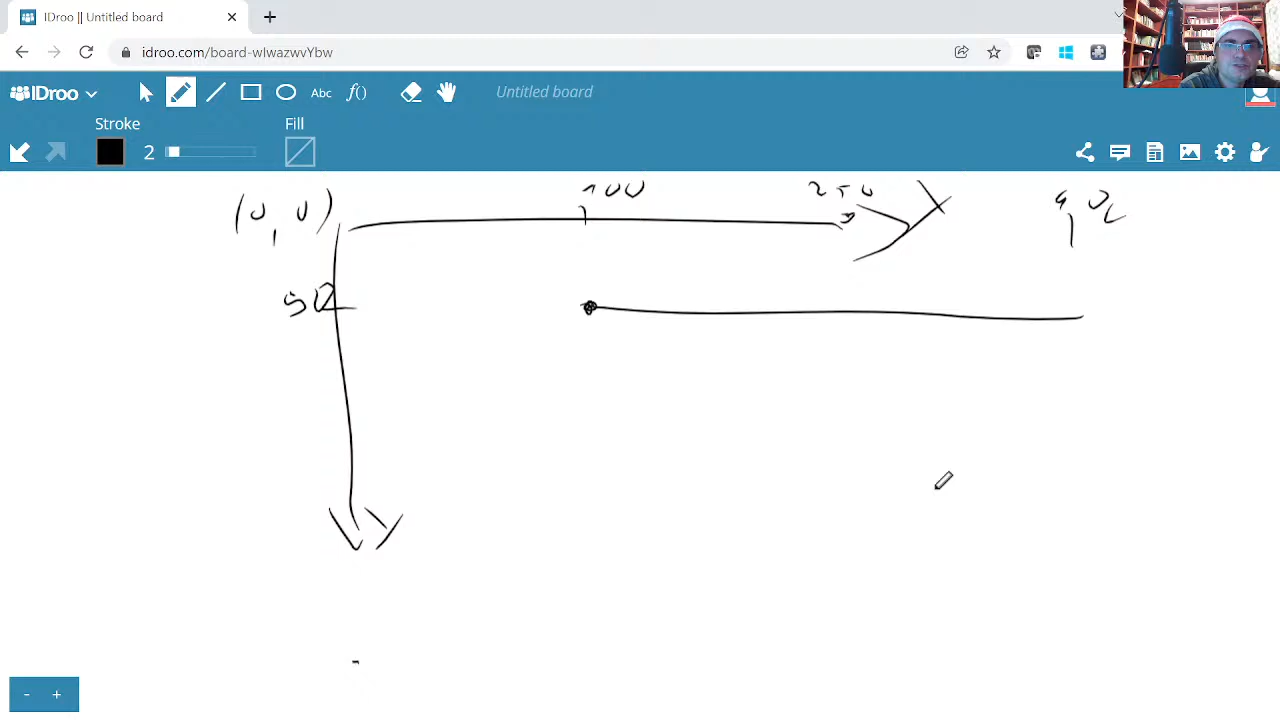 IDroo || Untitled board
idroo.com/board-wIwazwvYbw
IDroo
Abc
f()
Untitled board
Stroke
Fill
2
(0, 0)
100
250
X
50
Y
- +